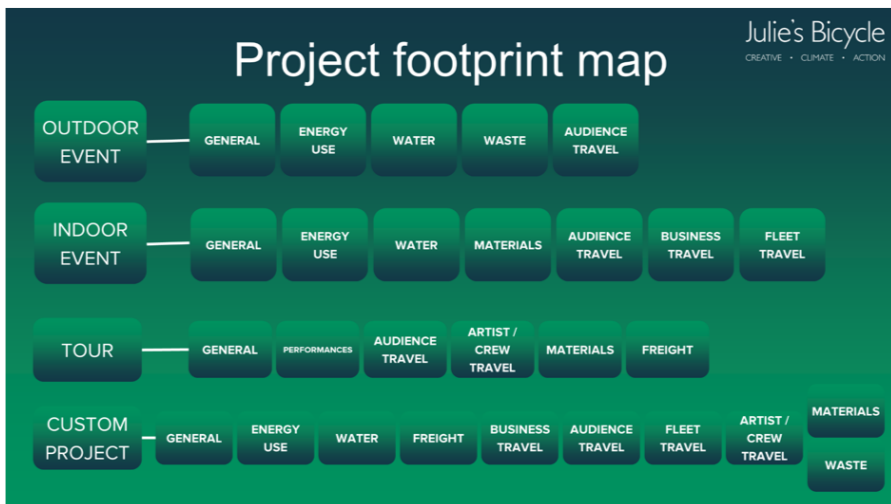 Project footprint map
Julie's Bicycle
CREATIVE • CLIMATE • ACTION
OUTDOOR
EVENT
GENERAL
ENERGY
USE
WATER
WASTE
AUDIENCE
TRAVEL
INDOOR
EVENT
GENERAL
ENERGY
USE
WATER
MATERIALS
AUDIENCE
TRAVEL
BUSINESS
TRAVEL
FLEET
TRAVEL
TOUR
GENERAL
PERFORMANCES
AUDIENCE
TRAVEL
ARTIST /
CREW
TRAVEL
MATERIALS
FREIGHT
CUSTOM
PROJECT
GENERAL
ENERGY
USE
WATER
FREIGHT
BUSINESS
TRAVEL
AUDIENCE
TRAVEL
FLEET
TRAVEL
ARTIST /
CREW
TRAVEL
MATERIALS
WASTE